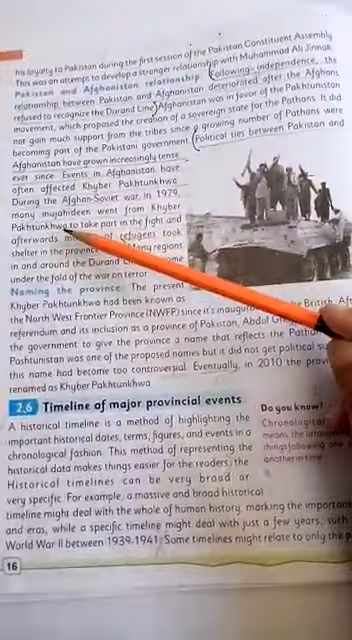 his loyalty to Pakistan during the first session of the Pakistan Constituent Assembly
This was an attempt to develop a stronger relationship with Muhammad Ali Jinnah.
Pakistan and Afghanistan relationship (Following independence, the
relationship between Pakistan and Afghanistan deteriorated after the Afghans
refused to recognize the Durand Line) Afghanistan was in favor of the Pakhtunistan
movement, which proposed the creation of a sovereign state for the Pathans. It did
not gain much support from the tribes since a growing number of Pathans were
becoming part of the Pakistani government (Political ties between Pakistan and
Afghanistan have grown increasingly tense
ever since Events in Afghanistan have
often affected Khyber Pakhtunkhwa
During the Afghan-Soviet war in 1979,
many mujahideen went from Khyber
Pakhtunkhwa to take part in the fight and
afterwards of refugees took
shelter in the province Many regions
in and around the Durand
under the fold of the war on terror
Naming the province: The present
Khyber Pakhtunkhwa had been known as
the North West Frontier Province (NWFP) since it's British.
referendum and its inclusion as a province of Pakistan, Abdul
the government to give the province a name that reflects the
Pashtunistan was one of the proposed names but it did not get political
this name had become too controversial. Eventually, in 2010 the
renamed as Khyber Pakhtunkhwa
2.6 Timeline of major provincial events
A historical timeline is a method of highlighting the
important historical dates, terms, figures, and events in a
chronological fashion. This method of representing the
historical data makes things easier for the readers, the
Historical timelines can be very broad or
very specific. For example, a massive and broad historical
timeline might deal with the whole of human history, marking the important
and eras, while a specific timeline might deal with just a few years, such
World War II between 1939-1941. Some timelines might relate to only the
Do you know?
Chronological
means the
things following one
another in time
16